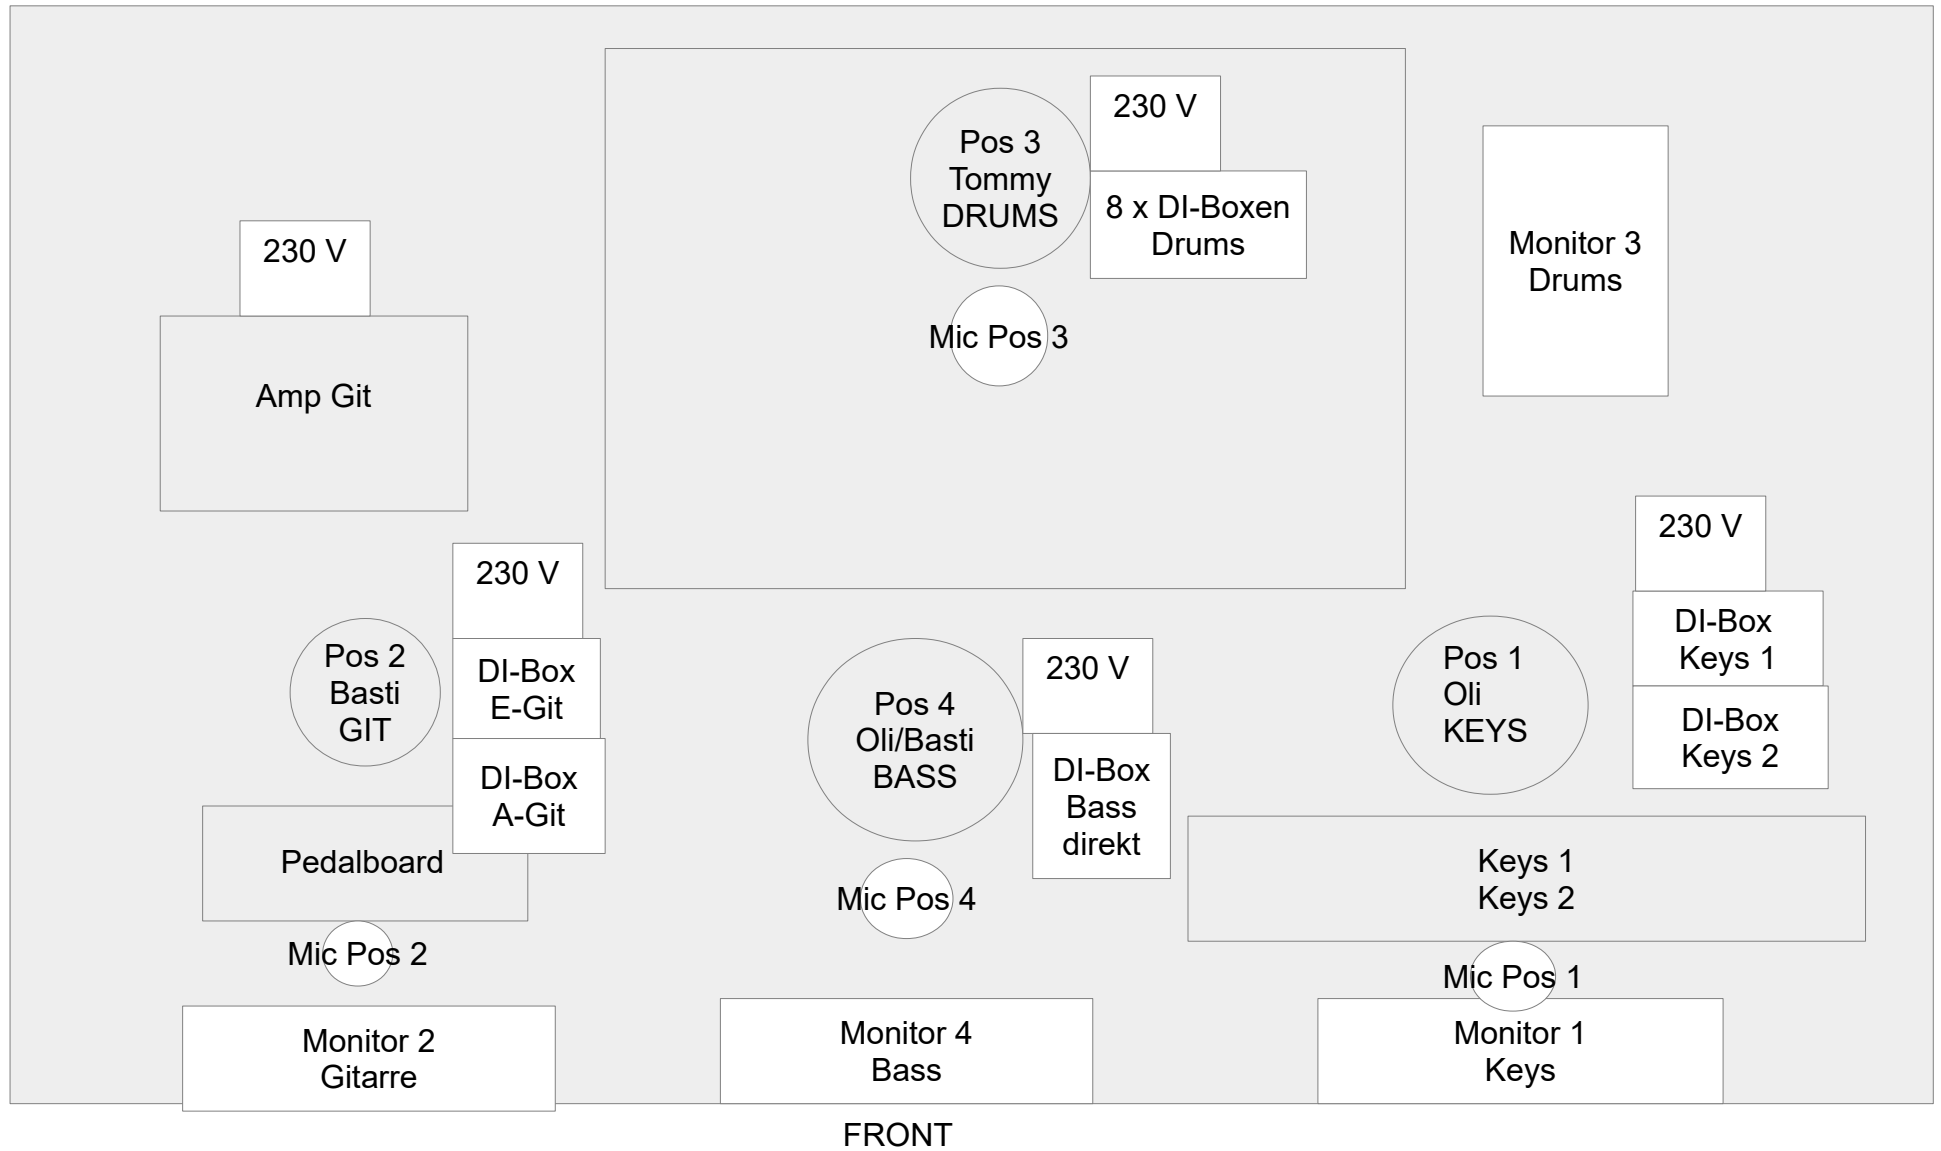 230 V
Pos 3
Tommy
DRUMS
8 x DI-Boxen
Drums
Monitor 3
Drums
230 V
Mic Pos 3
Amp Git
230 V
230 V
DI-Box
Keys 1
Pos 2
Basti
GIT
DI-Box
E-Git
230 V
Pos 4
Oli/Basti
BASS
Pos 1
Oli
KEYS
DI-Box
Keys 2
DI-Box
A-Git
DI-Box
Bass
direkt
Pedalboard
Keys 1
Keys 2
Mic Pos 4
Mic Pos 2
Mic Pos 1
Monitor 2
Gitarre
Monitor 4
Bass
Monitor 1
Keys
FRONT